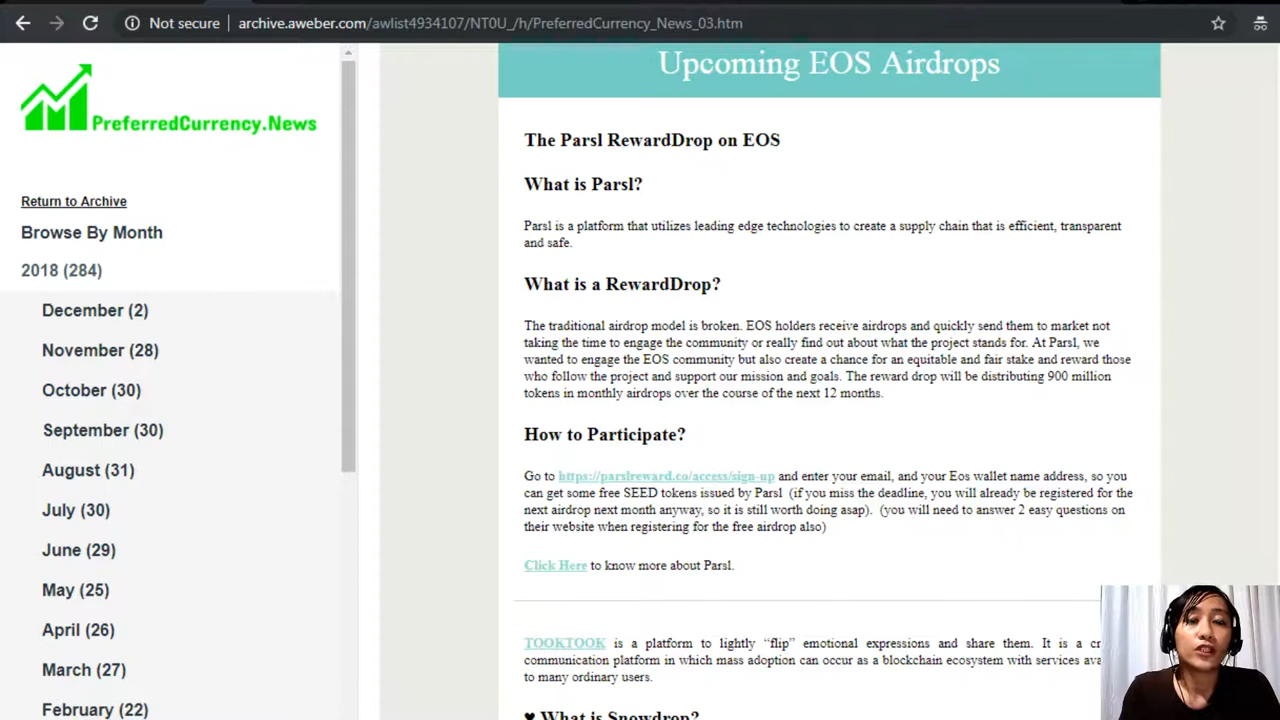 Not secure
archive.aweber.com/awlist4934107/NT0U_/h/PreferredCurrency_News_03.htm
PreferredCurrency.News
Return to Archive
Browse By Month
2018 (284)
December (2)
November (28)
October (30)
September (30)
August (31)
July (30)
June (29)
May (25)
April (26)
March (27)
February (22)
Upcoming EOS Airdrops
The Parsl RewardDrop on EOS
What is Parsl?
Parsl is a platform that utilizes leading edge technologies to create a supply chain that is efficient, transparent
and safe.
What is a RewardDrop?
The traditional airdrop model is broken. EOS holders receive airdrops and quickly send them to market not
taking the time to engage the community or really find out about what the project stands for. At Parsl, we
wanted to engage the EOS community but also create a chance for an equitable and fair stake and reward those
who follow the project and support our mission and goals. The reward drop will be distributing 900 million
tokens in monthly airdrops over the course of the next 12 months.
How to Participate?
Go to https://parslreward.co/access/sign-up and enter your email, and your Eos wallet name address, so you
can get some free SEED tokens issued by Parsl (if you miss the deadline, you will already be registered for the
next airdrop next month anyway, so it is still worth doing asap). (you will need to answer 2 easy questions on
their website when registering for the free airdrop also)
Click Here to know more about Parsl.
TOOKTOOK is a platform to lightly “flip” emotional expressions and share them. It is a
communication platform in which mass adoption can occur as a blockchain ecosystem with services
to many ordinary users.
♥ What is Snowdrop?